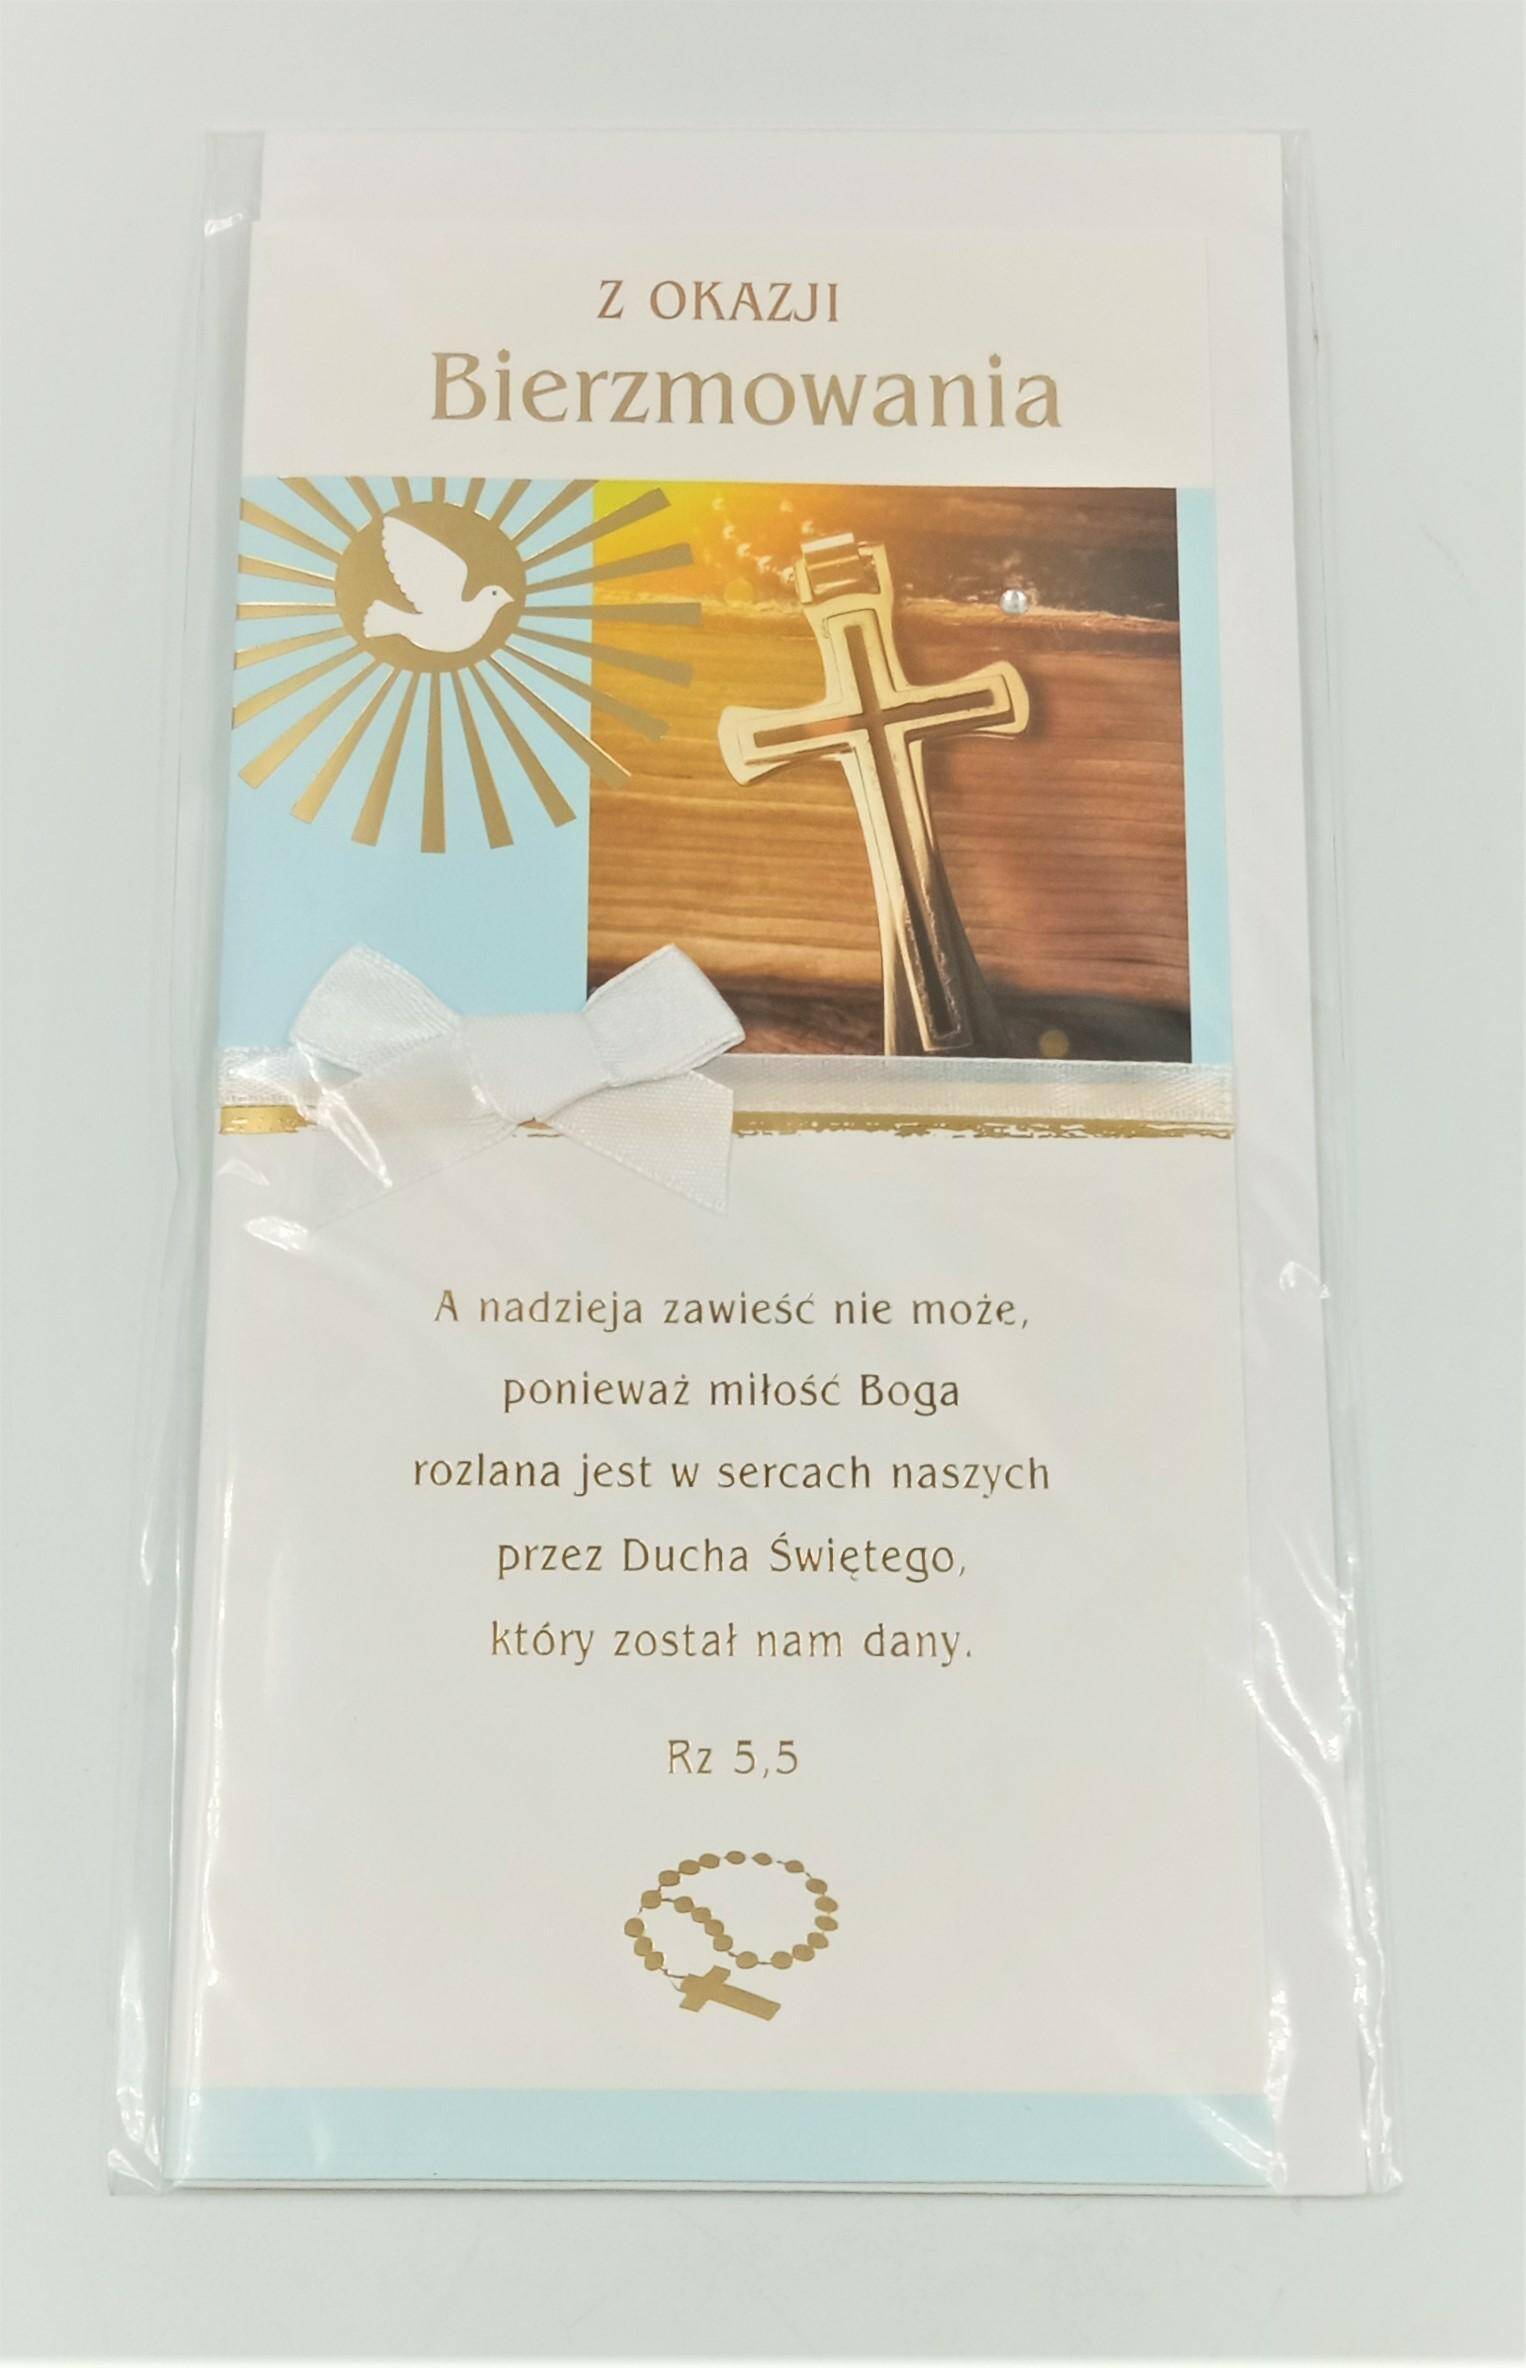 Z OKAZJI
Bierzmowania
A nadzieja zawieść nie może,
ponieważ miłość Boga
rozlana jest w sercach naszych
przez Ducha Świętego,
który został nam dany.
Rz 5,5